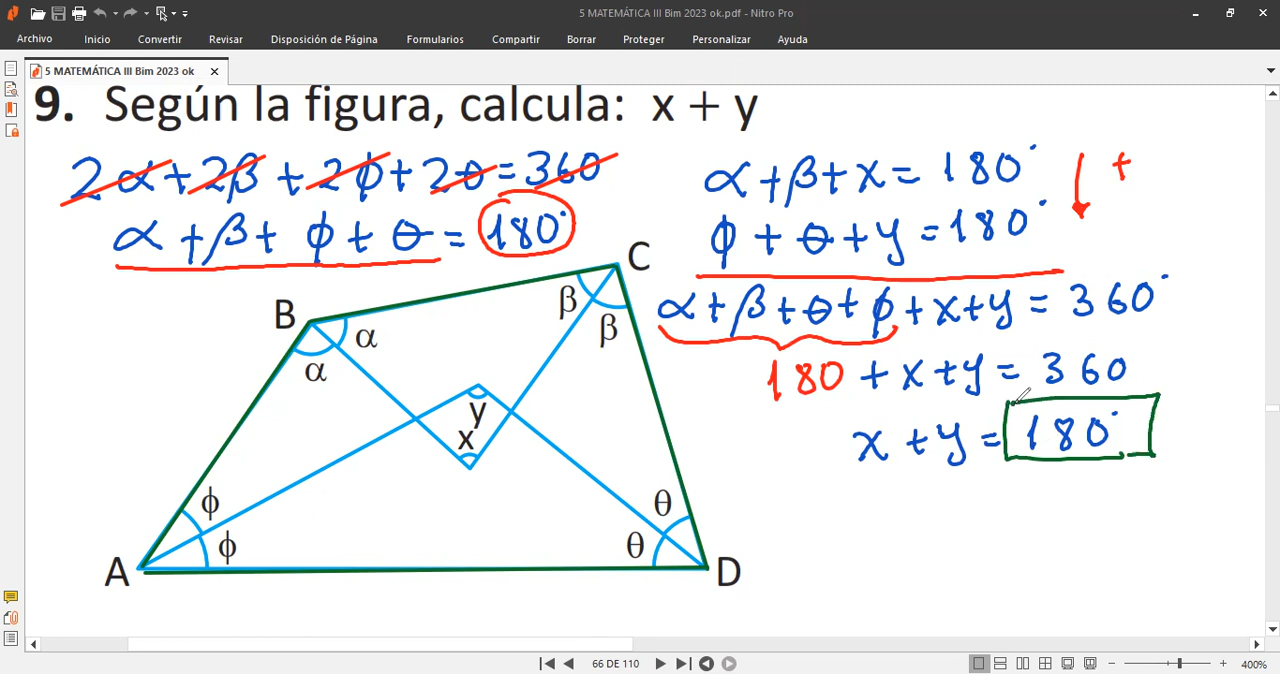 5 MATEMÁTICA III Bim 2023 ok.pdf - Nitro Pro
Archivo Inicio Convertir Revisar Disposición de Página Formularios Compartir Borrar Proteger Personalizar Ayuda
5 MATEMÁTICA III Bim 2023 ok
9. Según la figura, calcula: x + y
2α + 2β + 2ϕ + 2θ = 360
α + β + ϕ + θ = 180°
α + β + x = 180°
+
ϕ + θ + y = 180°
α + β + θ + ϕ + x + y = 360°
180 + x + y = 360
x + y = 180°
C
B
β
β
α
α
y
x
ϕ
ϕ
θ
θ
A
D
66 DE 110
400%